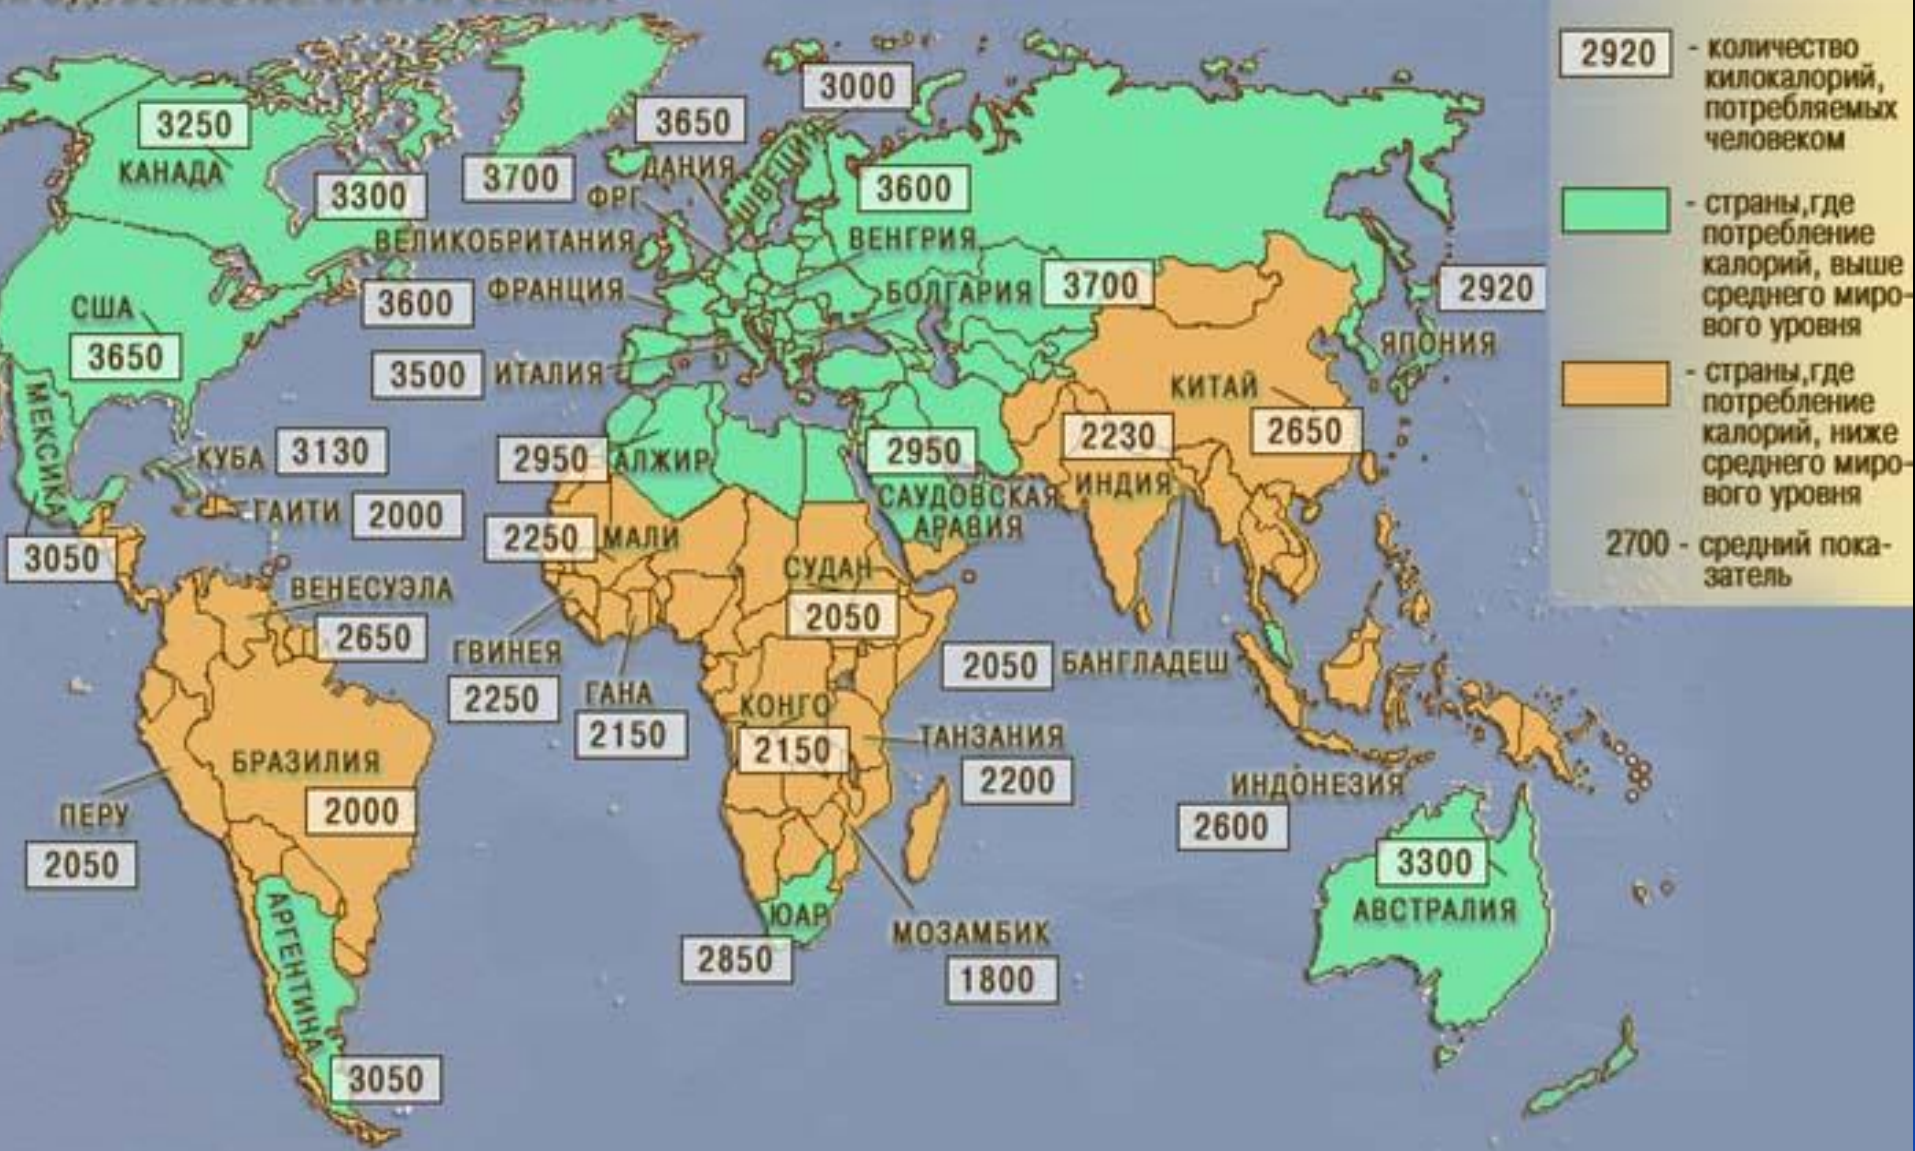 3250
КАНАДА
3300
3700
3650
ДАНИЯ
ФРГ
3000
ШВЕЦИЯ
3600
ВЕЛИКОБРИТАНИЯ
ВЕНГРИЯ
3600
ФРАНЦИЯ
БОЛГАРИЯ
3700
2920
ЯПОНИЯ
США
3650
3500
ИТАЛИЯ
МЕКСИКА
3050
КУБА
3130
ГАИТИ
2000
2950
АЛЖИР
2950
САУДОВСКАЯ
АРАВИЯ
2230
ИНДИЯ
КИТАЙ
2650
2250
МАЛИ
СУДАН
2050
ВЕНЕСУЭЛА
2650
ГВИНЕЯ
2250
ГАНА
2150
КОНГО
2150
2050
БАНГЛАДЕШ
ТАНЗАНИЯ
2200
ИНДОНЕЗИЯ
2600
БРАЗИЛИЯ
2000
ПЕРУ
2050
АРГЕНТИНА
3050
ЮАР
2850
МОЗАМБИК
1800
3300
АВСТРАЛИЯ
2920 - количество
килокалорий,
потребляемых
человеком
- страны,где
потребление
калорий, выше
среднего миро-
вого уровня
- страны,где
потребление
калорий, ниже
среднего миро-
вого уровня
2700 - средний пока-
затель